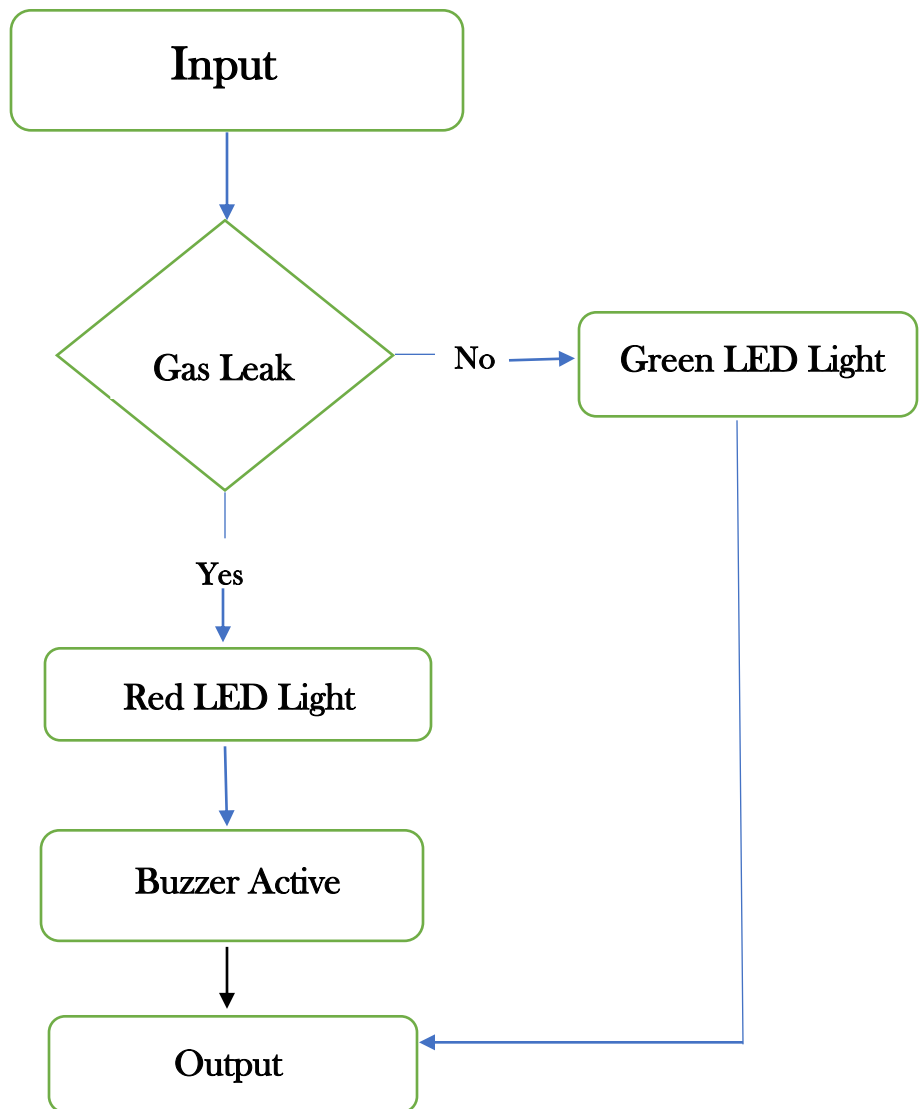 Input
Gas Leak
No
Green LED Light
Yes
Red LED Light
Buzzer Active
Output